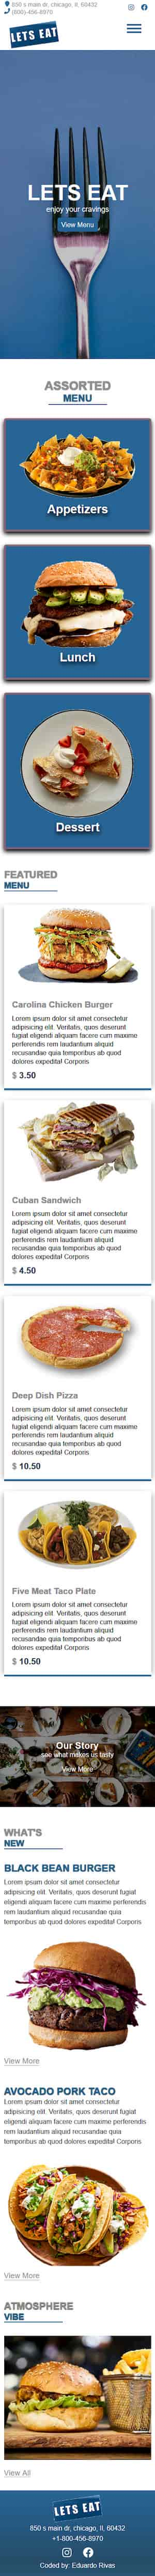 650 s main dr, chicago, Il, 60432
(800)-456-8970
LETS EAT
LETS EAT
enjoy your cravings
View Menu
ASSORTED
MENU
Appetizers
Lunch
Dessert
FEATURED
MENU
Carolina Chicken Burger
Lorem ipsum dolor sit amet consectetur
adipisicing elit. Veritatis, quos deserunt
fugiat eligendi aliquam facere cum maxime
perferendis rem laudantium aliquid
recusandae quia temporibus ab quod
dolores expedita! Corporis
$ 3.50
Cuban Sandwich
Lorem ipsum dolor sit amet consectetur
adipisicing elit. Veritatis, quos deserunt
fugiat eligendi aliquam facere cum maxime
perferendis rem laudantium aliquid
recusandae quia temporibus ab quod
dolores expedita! Corporis
$ 4.50
Deep Dish Pizza
Lorem ipsum dolor sit amet consectetur
adipisicing elit. Veritatis, quos deserunt
fugiat eligendi aliquam facere cum maxime
perferendis rem laudantium aliquid
recusandae quia temporibus ab quod
dolores expedita! Corporis
$ 10.50
Five Meat Taco Plate
Lorem ipsum dolor sit amet consectetur
adipisicing elit. Veritatis, quos deserunt
fugiat eligendi aliquam facere cum maxime
perferendis rem laudantium aliquid
recusandae quia temporibus ab quod
dolores expedita! Corporis
$ 10.50
Our Story
see what makes us tasty
View More
WHAT'S
NEW
BLACK BEAN BURGER
Lorem ipsum dolor sit amet consectetur
adipisicing elit. Veritatis, quos deserunt fugiat
eligendi aliquam facere cum maxime perferendis
rem laudantium aliquid recusandae quia
temporibus ab quod dolores expedita! Corporis
View More
AVOCADO PORK TACO
Lorem ipsum dolor sit amet consectetur
adipisicing elit. Veritatis, quos deserunt fugiat
eligendi aliquam facere cum maxime perferendis
rem laudantium aliquid recusandae quia
temporibus ab quod dolores expedita! Corporis
View More
ATMOSPHERE
VIBE
View All
LETS EAT
850 s main dr, chicago, Il, 60432
+1-800-456-8970
Coded by: Eduardo Rivas